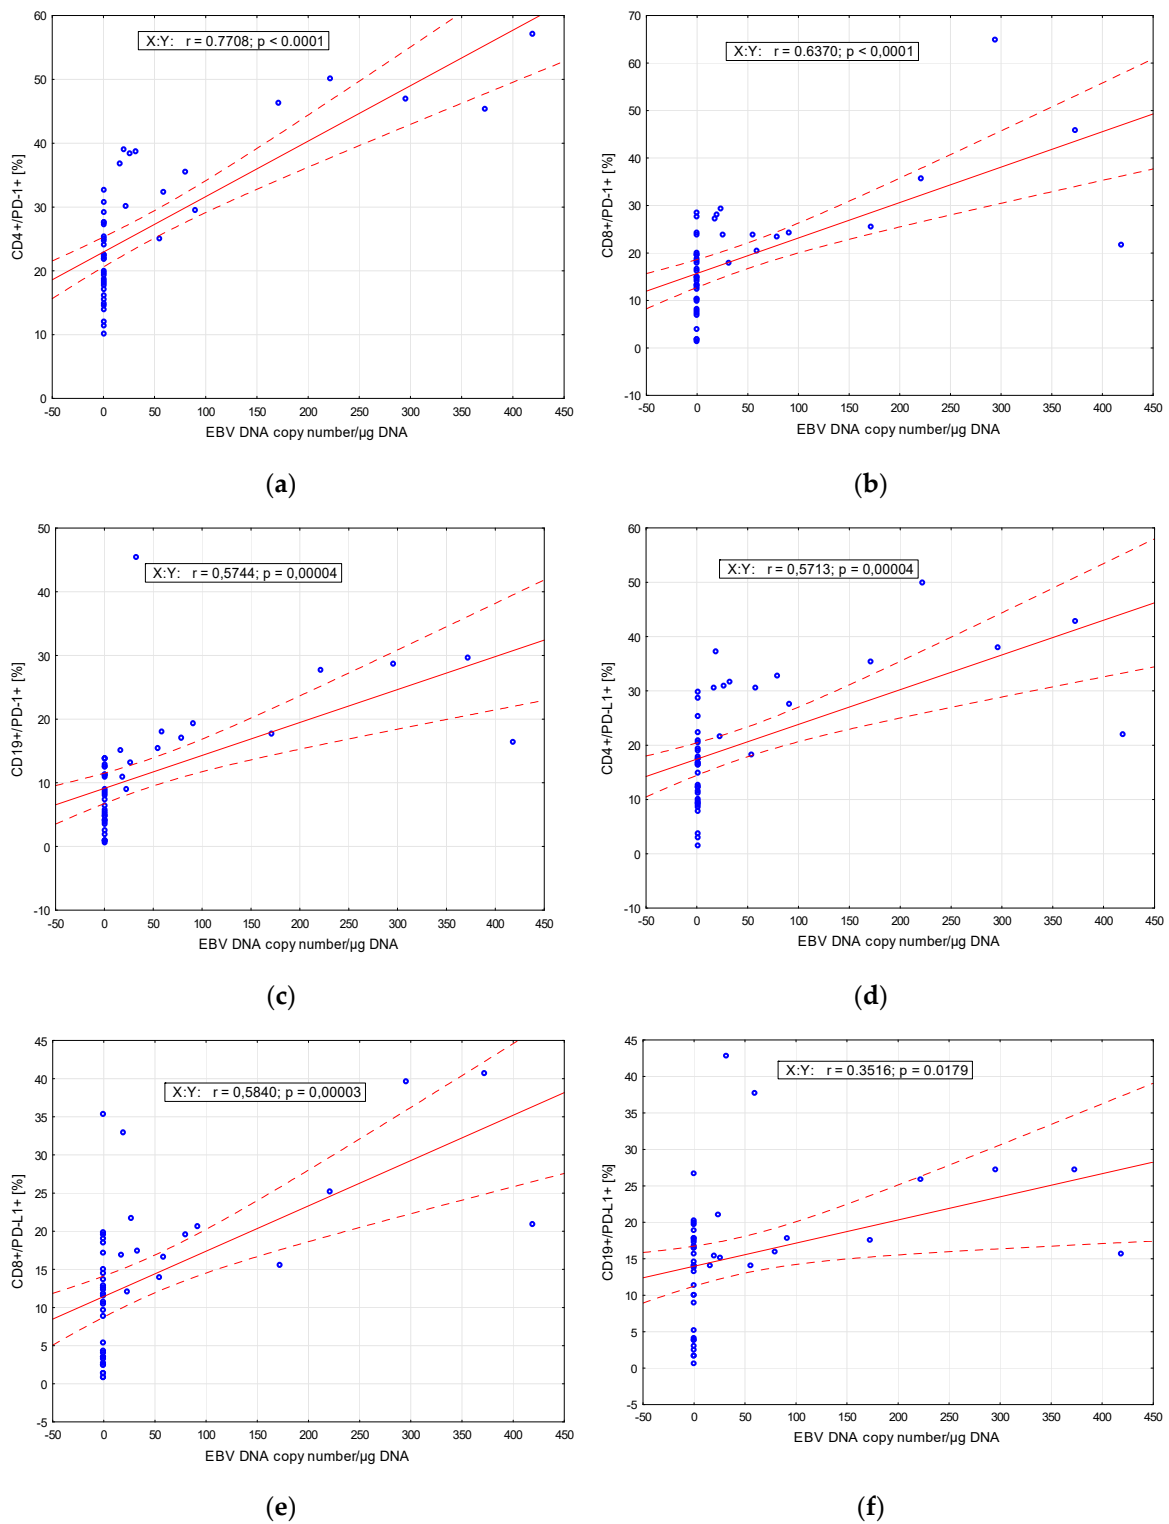 X:Y: r = 0.7708; p < 0.0001
CD4+/PD-1+ [%]
60
50
40
30
20
10
0
-50 0 50 100 150 200 250 300 350 400 450
EBV DNA copy number/µg DNA
(a)
X:Y: r = 0.6370; p < 0,0001
CD8+/PD-1+ [%]
70
60
50
40
30
20
10
0
-10
-50 0 50 100 150 200 250 300 350 400 450
EBV DNA copy number/µg DNA
(b)
X:Y: r = 0,5744; p = 0,00004
CD19+/PD-1+ [%]
50
40
30
20
10
0
-10
-50 0 50 100 150 200 250 300 350 400 450
EBV DNA copy number/µg DNA
(c)
X:Y: r = 0,5713; p = 0,00004
CD4+/PD-L1+ [%]
60
50
40
30
20
10
0
-10
-50 0 50 100 150 200 250 300 350 400 450
EBV DNA copy number/µg DNA
(d)
X:Y: r = 0,5840; p = 0,00003
CD8+/PD-L1+ [%]
45
40
35
30
25
20
15
10
5
0
-5
-50 0 50 100 150 200 250 300 350 400 450
EBV DNA copy number/µg DNA
(e)
X:Y: r = 0.3516; p = 0.0179
CD19+/PD-L1+ [%]
45
40
35
30
25
20
15
10
5
0
-5
-50 0 50 100 150 200 250 300 350 400 450
EBV DNA copy number/µg DNA
(f)